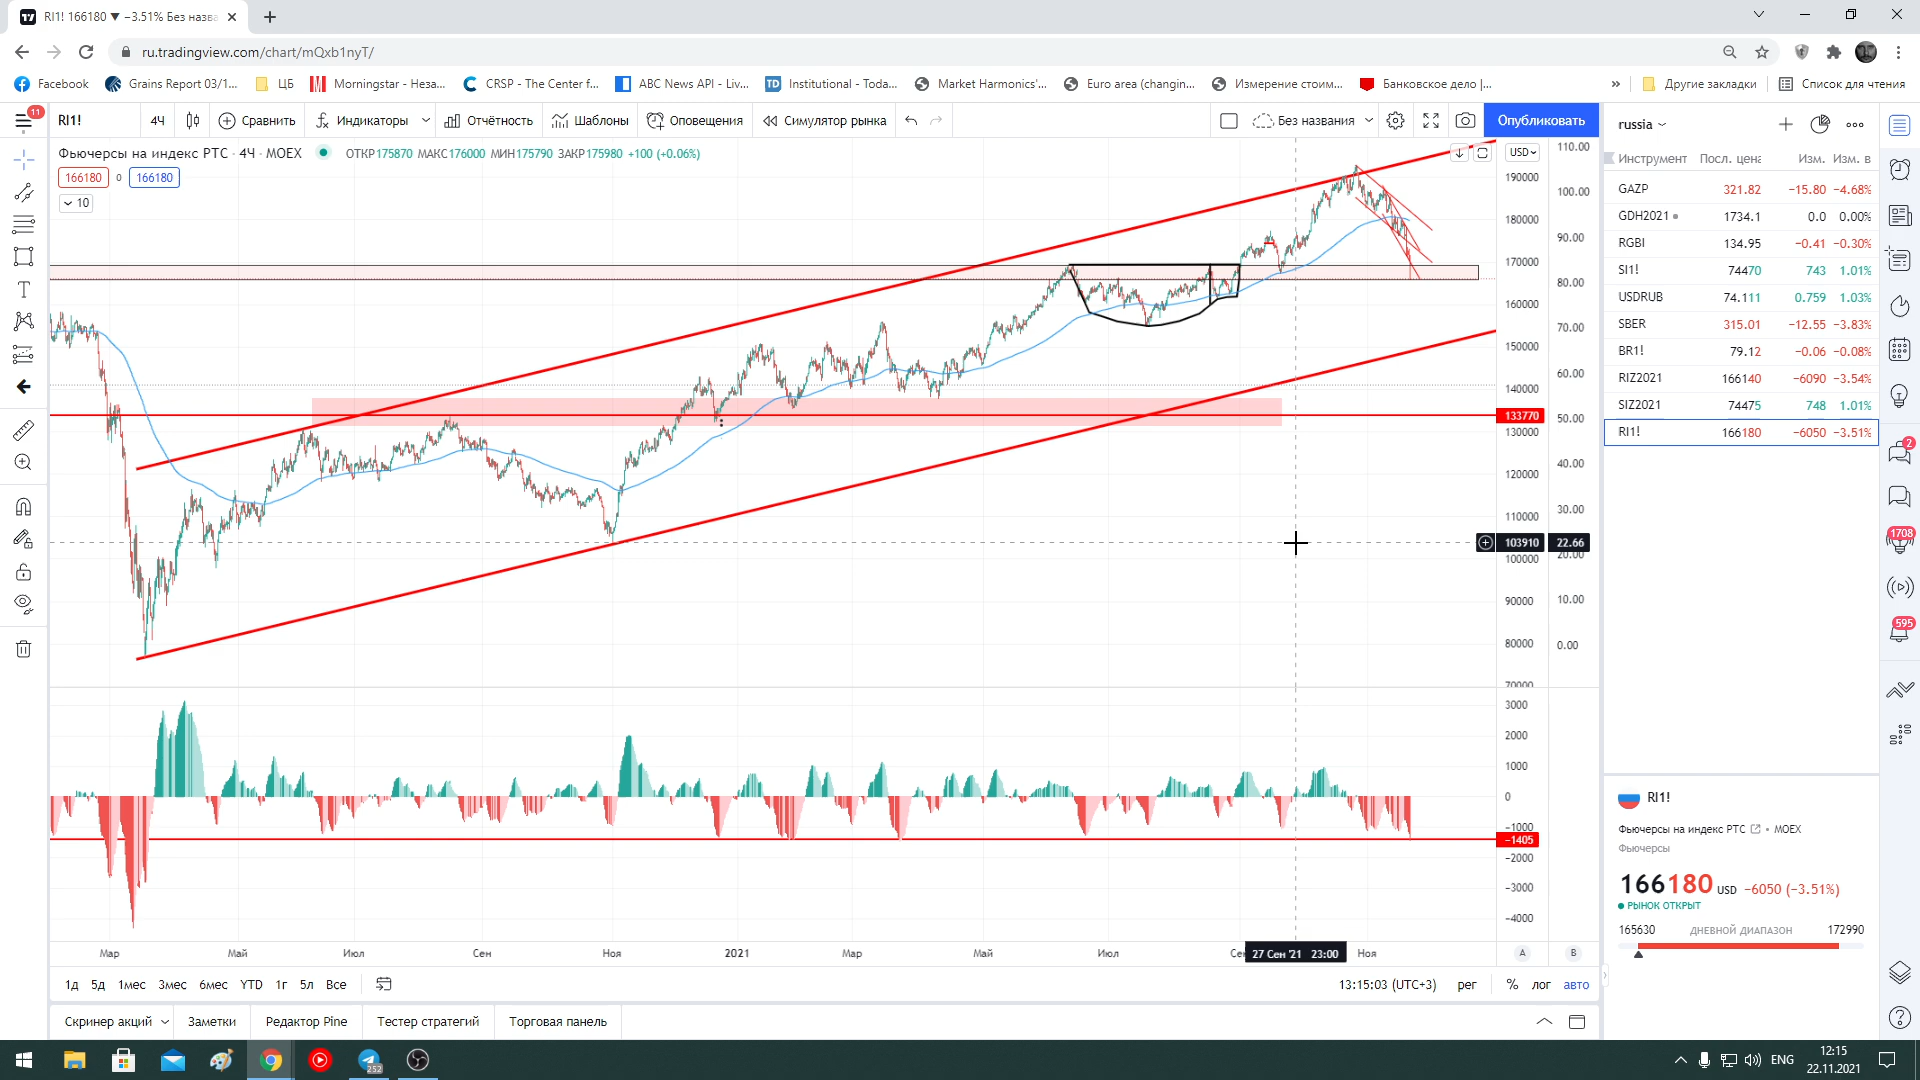 RI1! 166180 ▼ −3.51% Без назва
ru.tradingview.com/chart/mQxb1nyT/
Facebook
Grains Report 03/1...
ЦБ
Morningstar - Неза...
CRSP - The Center f...
ABC News API - Liv...
Institutional - Toda...
Market Harmonics'...
Euro area (changin...
Измерение стоим...
Банковское дело |...
»
Другие закладки
Список для чтения
11
RI1!
4Ч
Сравнить
Индикаторы
Отчётность
Шаблоны
Оповещения
Симулятор рынка
Без названия
Опубликовать
Фьючерсы на индекс РТС · 4Ч · MOEX
ОТКР175870 МАКС176000 МИН175790 ЗАКР175980 +100 (+0.06%)
166180 0 166180
10
USD
190000
180000
170000
160000
150000
140000
133770
130000
120000
110000
103910
100000
90000
80000
70000
110.00
100.00
90.00
80.00
70.00
60.00
50.00
40.00
30.00
22.66
20.00
10.00
0.00
3000
2000
1000
0
−1000
−1405
−2000
−3000
−4000
Мар Май Июл Сен Ноя 2021 Мар Май Июл Сен 27 Сен '21 23:00 Ноя
A B
1д 5д 1мес 3мес 6мес YTD 1г 5л Все
13:15:03 (UTC+3) рег % лог авто
Скринер акций Заметки Редактор Pine Тестер стратегий Торговая панель
russia
Инструмент Посл. цена Изм. Изм. в
GAZP 321.82 −15.80 −4.68%
GDH2021 1734.1 0.0 0.00%
RGBI 134.95 −0.41 −0.30%
SI1! 74470 743 1.01%
USDRUB 74.111 0.759 1.03%
SBER 315.01 −12.55 −3.83%
BR1! 79.12 −0.06 −0.08%
RIZ2021 166140 −6090 −3.54%
SIZ2021 74475 748 1.01%
RI1! 166180 −6050 −3.51%
RI1!
Фьючерсы на индекс РТС • MOEX
Фьючерсы
166180 USD −6050 (−3.51%)
РЫНОК ОТКРЫТ
165630 ДНЕВНОЙ ДИАПАЗОН 172990
2
1708
595
252
ENG
12:15
22.11.2021